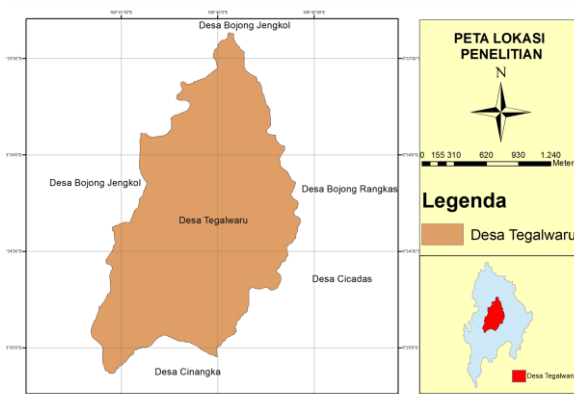 Desa Bojong Jengkol
Desa Bojong Jengkol
Desa Bojong Rangkas
Desa Tegalwaru
Desa Cicadas
Desa Cinangka
PETA LOKASI
PENELITIAN
N
0 155 310 620 930 1.240
Meter
Legenda
Desa Tegalwaru
Desa Tegalwaru